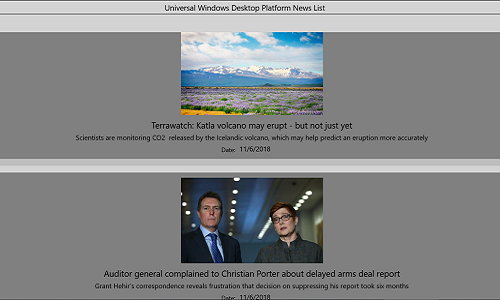 Universal Windows Desktop Platform News List
Terrawatch: Katla volcano may erupt - but not just yet
Scientists are monitoring CO2 released by the Icelandic volcano, which may help predict an eruption more accurately
Date: 11/6/2018
Auditor general complained to Christian Porter about delayed arms deal report
Grant Hehir's correspondence reveals frustration that decision on suppressing his report took six months
Date: 11/6/2018